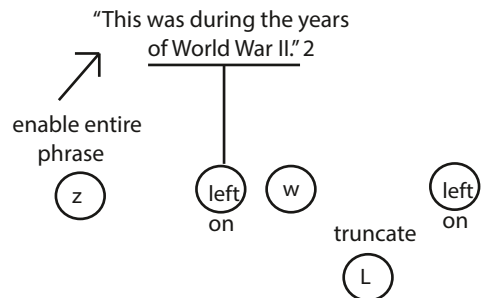 “This was during the years
of World War II.” 2
enable entire
phrase
z
left
on
w
left
on
truncate
L